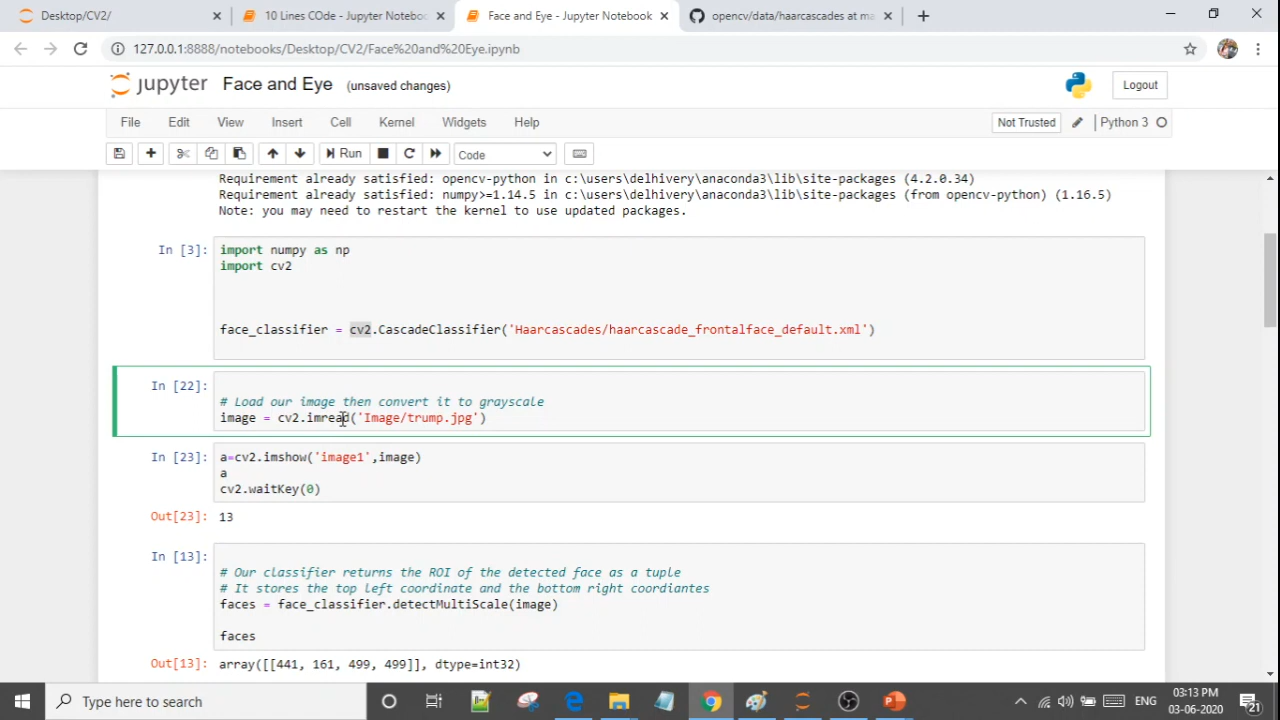 Desktop/CV2/
10 Lines COde - Jupyter Noteboo
Face and Eye - Jupyter Notebook
opencv/data/haarcascades at ma
127.0.0.1:8888/notebooks/Desktop/CV2/Face%20and%20Eye.ipynb
jupyter Face and Eye (unsaved changes)
Logout
File Edit View Insert Cell Kernel Widgets Help
Not Trusted
Python 3
Run
Code
Requirement already satisfied: opencv-python in c:\users\delhivery\anaconda3\lib\site-packages (4.2.0.34)
Requirement already satisfied: numpy>=1.14.5 in c:\users\delhivery\anaconda3\lib\site-packages (from opencv-python) (1.16.5)
Note: you may need to restart the kernel to use updated packages.
In [3]: import numpy as np
import cv2
face_classifier = cv2.CascadeClassifier('Haarcascades/haarcascade_frontalface_default.xml')
In [22]:
# Load our image then convert it to grayscale
image = cv2.imread('Image/trump.jpg')
In [23]: a=cv2.imshow('image1',image)
a
cv2.waitKey(0)
Out[23]: 13
In [13]:
# Our classifier returns the ROI of the detected face as a tuple
# It stores the top left coordinate and the bottom right coordiantes
faces = face_classifier.detectMultiScale(image)
faces
Out[13]: array([[441, 161, 499, 499]], dtype=int32)
Type here to search
ENG
03:13 PM
03-06-2020
21